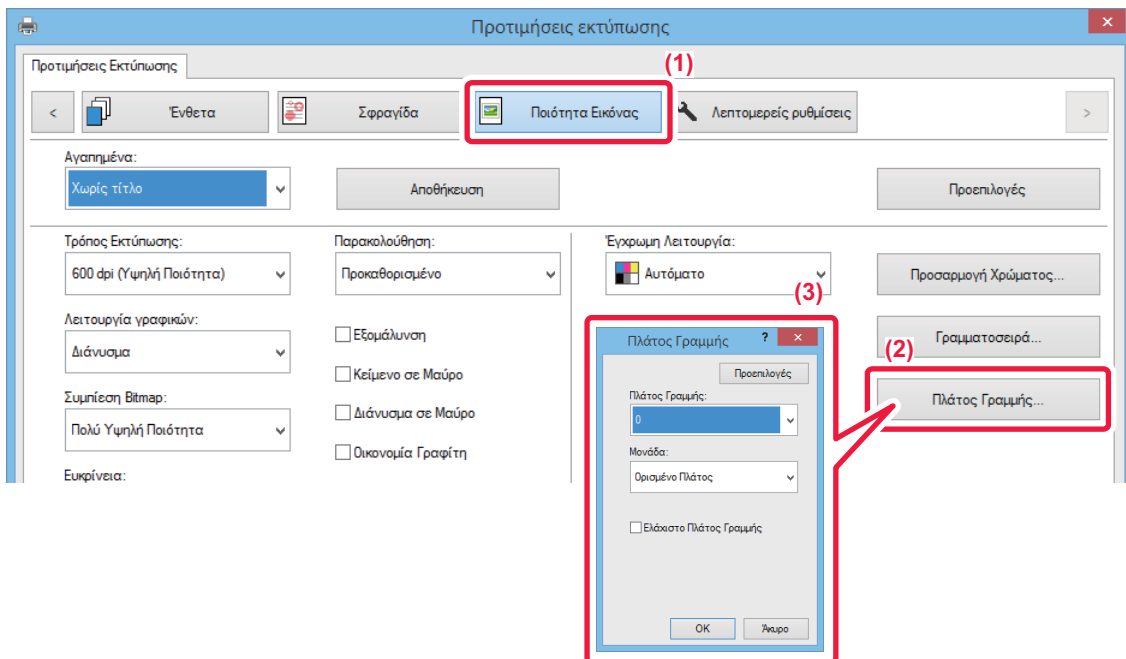 Προτιμήσεις εκτύπωσης
Προτιμήσεις Εκτύπωσης
(1)
< Ένθετα Σφραγίδα Ποιότητα Εικόνας Λεπτομερείς ρυθμίσεις >
Αγαπημένα:
Χωρίς τίτλο Αποθήκευση Προεπιλογές
Τρόπος Εκτύπωσης: Παρακολούθηση: Έγχρωμη Λειτουργία:
600 dpi (Υψηλή Ποιότητα) Προκαθορισμένο Αυτόματο Προσαρμογή Χρώματος...
(3)
Λειτουργία γραφικών:
Διάνυσμα
Εξομάλυνση
Γραμματοσειρά...
(2)
Κείμενο σε Μαύρο
Συμπίεση Bitmap:
Πολύ Υψηλή Ποιότητα
Διάνυσμα σε Μαύρο
Πλάτος Γραμμής...
Οικονομία Γραφίτη
Ευκρίνεια:
Πλάτος Γραμμής ? ×
Προεπιλογές
Πλάτος Γραμμής:
0
Μονάδα:
Ορισμένο Πλάτος
Ελάχιστο Πλάτος Γραμμής
OK Άκυρο